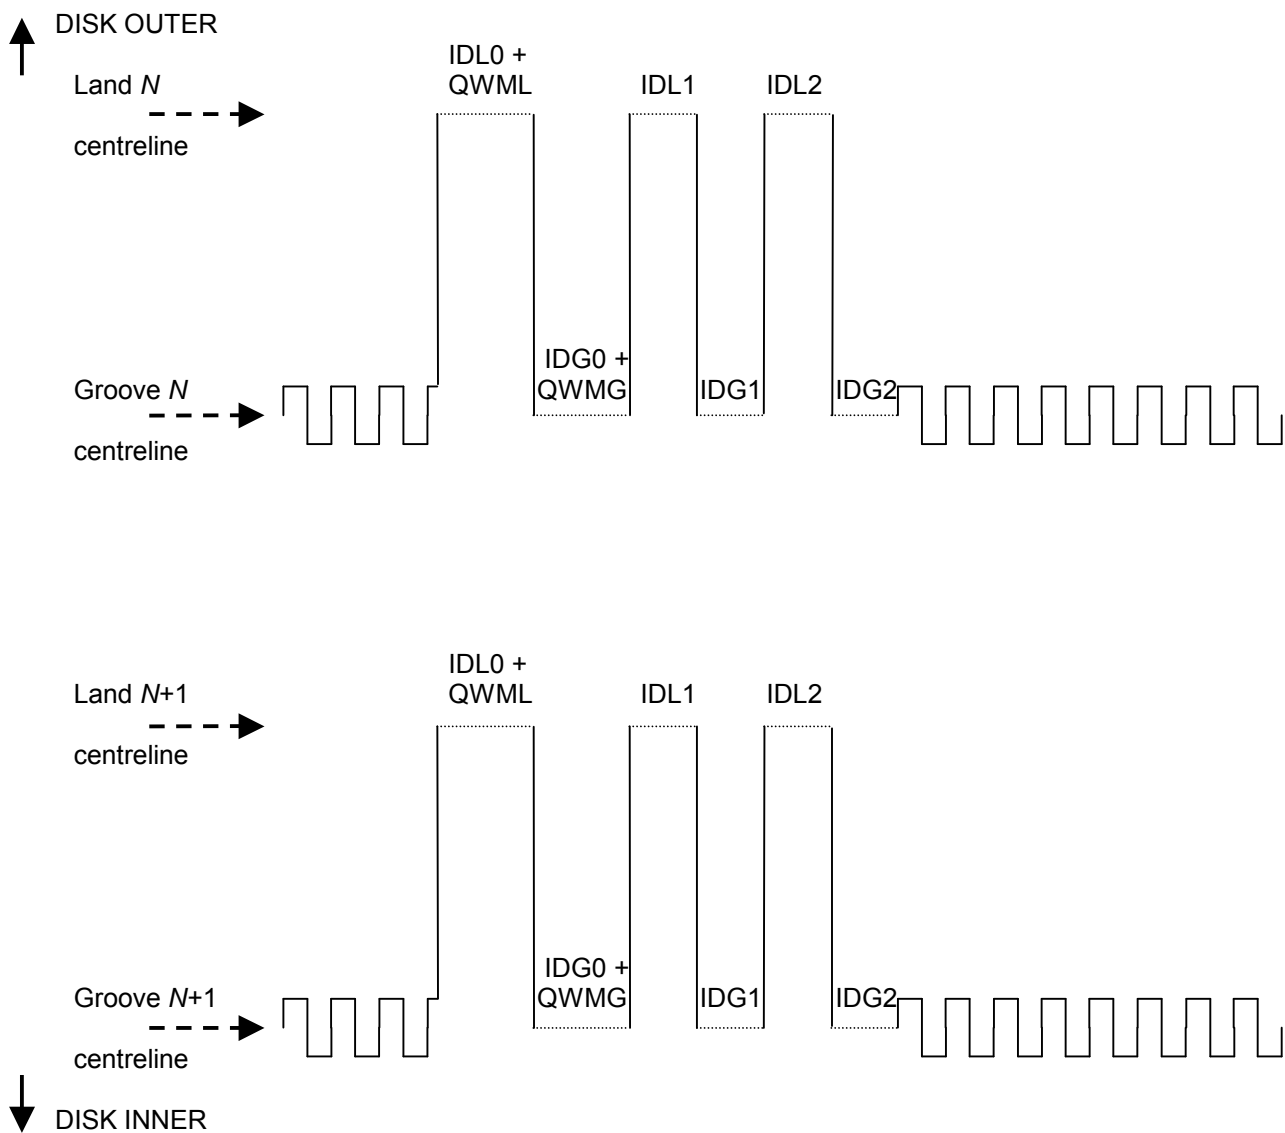 DISK OUTER
IDL0 +
Land N
QWML
IDL1
IDL2
centreline
IDG0 +
Groove N
QWMG
IDG1
IDG2
centreline
IDL0 +
Land N+1
QWML
IDL1
IDL2
centreline
IDG0 +
Groove N+1
QWMG
IDG1
IDG2
centreline
DISK INNER